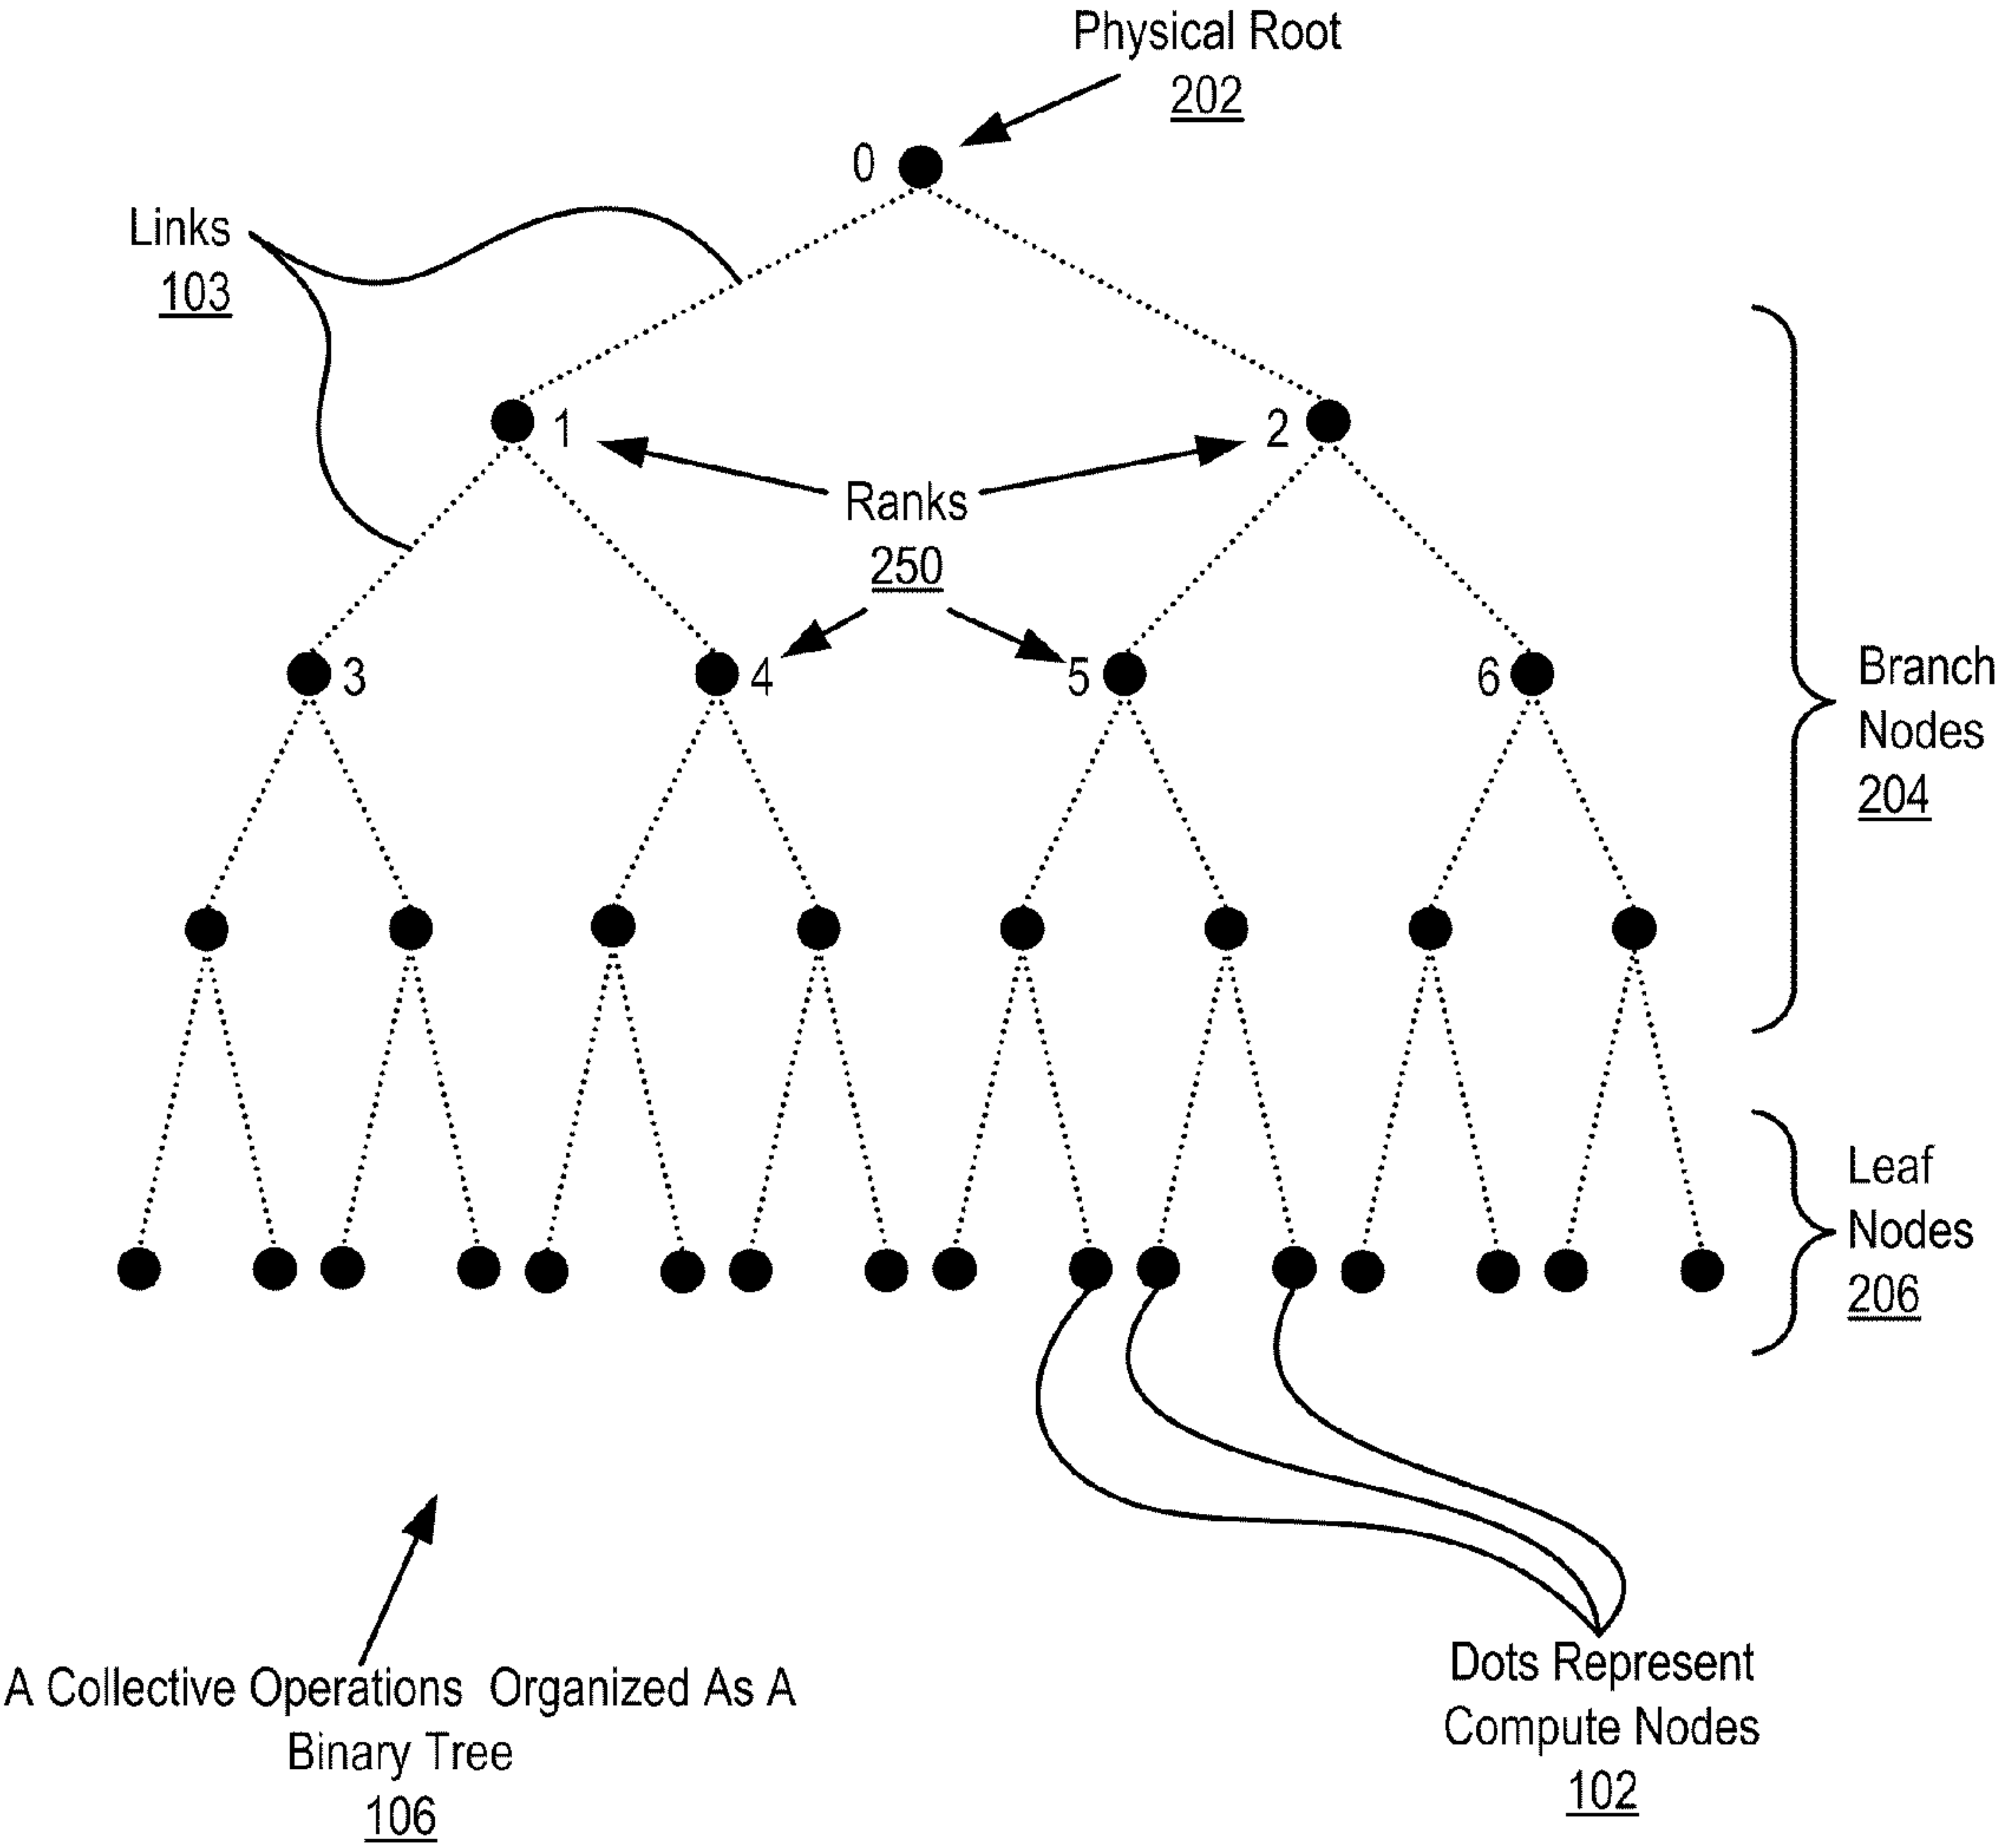 Physical Root
202
0
Links
103
1
2
Ranks
250
3
4
5
6
Branch
Nodes
204
Leaf
Nodes
206
A Collective Operations Organized As A
Binary Tree
106
Dots Represent
Compute Nodes
102